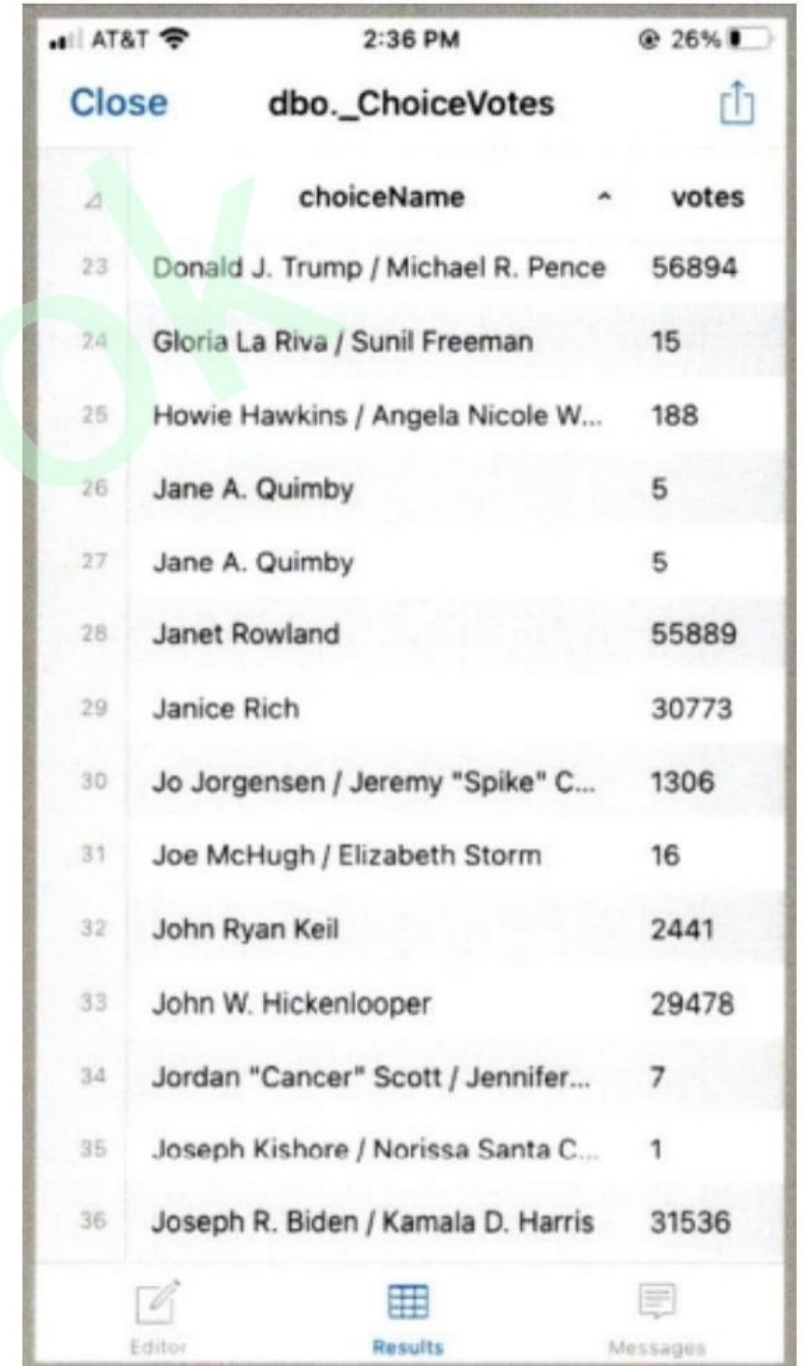 AT&T 2:36 PM 26%
Close dbo._ChoiceVotes
choiceName votes
23 Donald J. Trump / Michael R. Pence 56894
24 Gloria La Riva / Sunil Freeman 15
25 Howie Hawkins / Angela Nicole W... 188
26 Jane A. Quimby 5
27 Jane A. Quimby 5
28 Janet Rowland 55889
29 Janice Rich 30773
30 Jo Jorgensen / Jeremy "Spike" C... 1306
31 Joe McHugh / Elizabeth Storm 16
32 John Ryan Keil 2441
33 John W. Hickenlooper 29478
34 Jordan "Cancer" Scott / Jennifer... 7
35 Joseph Kishore / Norissa Santa C... 1
36 Joseph R. Biden / Kamala D. Harris 31536
Editor Results Messages
ok